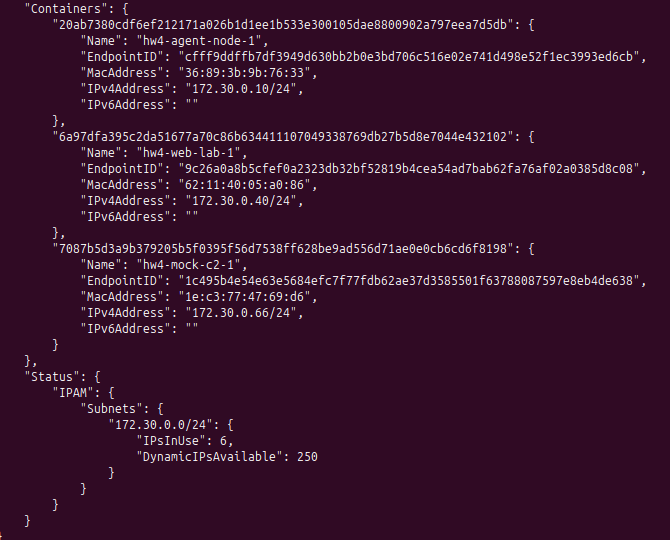 "Containers": {
"20ab7380cdf6ef212171a026b1d1ee1b533e300105dae8800902a797eea7d5db": {
"Name": "hw4-agent-node-1",
"EndpointID": "cfff9ddffb7df3949d630bb2b0e3bd706c516e02e741d498e52f1ec3993ed6cb",
"MacAddress": "36:89:3b:9b:76:33",
"IPv4Address": "172.30.0.10/24",
"IPv6Address": ""
},
"6a97dfa395c2da51677a70c86b634411107049338769db27b5d8e7044e432102": {
"Name": "hw4-web-lab-1",
"EndpointID": "9c26a0a8b5cfef0a2323db32bf52819b4cea54ad7bab62fa76af02a0385d8c08",
"MacAddress": "62:11:40:05:a0:86",
"IPv4Address": "172.30.0.40/24",
"IPv6Address": ""
},
"7087b5d3a9b379205b5f0395f56d7538ff628be9ad556d71ae0e0cb6cd6f8198": {
"Name": "hw4-mock-c2-1",
"EndpointID": "1c495b4e54e63e5684efc7f77fdb62ae37d3585501f63788087597e8eb4de638",
"MacAddress": "1e:c3:77:47:69:d6",
"IPv4Address": "172.30.0.66/24",
"IPv6Address": ""
}
},
"Status": {
"IPAM": {
"Subnets": {
"172.30.0.0/24": {
"IPsInUse": 6,
"DynamicIPsAvailable": 250
}
}
}
}